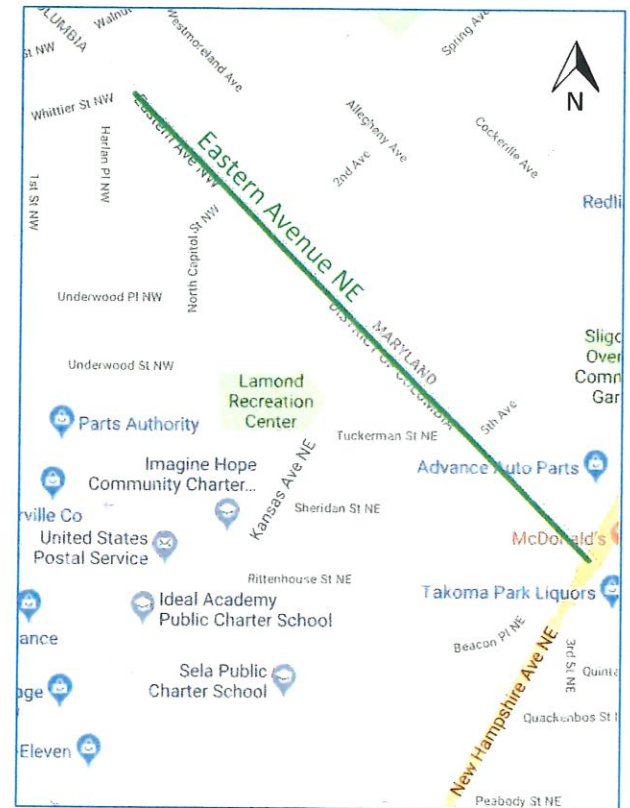 OLUMBIA
Walnut
Westmoreland Ave
Spring Ave
St NW
Whittier St NW
Eastern Ave NW
Eastern Avenue NE
Allegheny Ave
2nd Ave
Cockerille Ave
N
Harlan Pl NW
1st St NW
North Capitol St NW
Redli
Underwood Pl NW
MARYLAND
DISTRICT OF COLUMBIA
Sligo
Over
Comm
Gar
Underwood St NW
Lamond
Recreation
Center
5th Ave
Parts Authority
Tuckerman St NE
Imagine Hope
Community Charter...
Kansas Ave NE
Advance Auto Parts
rville Co
Sheridan St NE
United States
Postal Service
McDonald's
Rittenhouse St NE
Takoma Park Liquors
Ideal Academy
Public Charter School
ance
Beacon Pl NE
3rd St NE
New Hampshire Ave NE
Sela Public
Charter School
Quinta
age
Quackenbos St
-Eleven
Peabody St NE